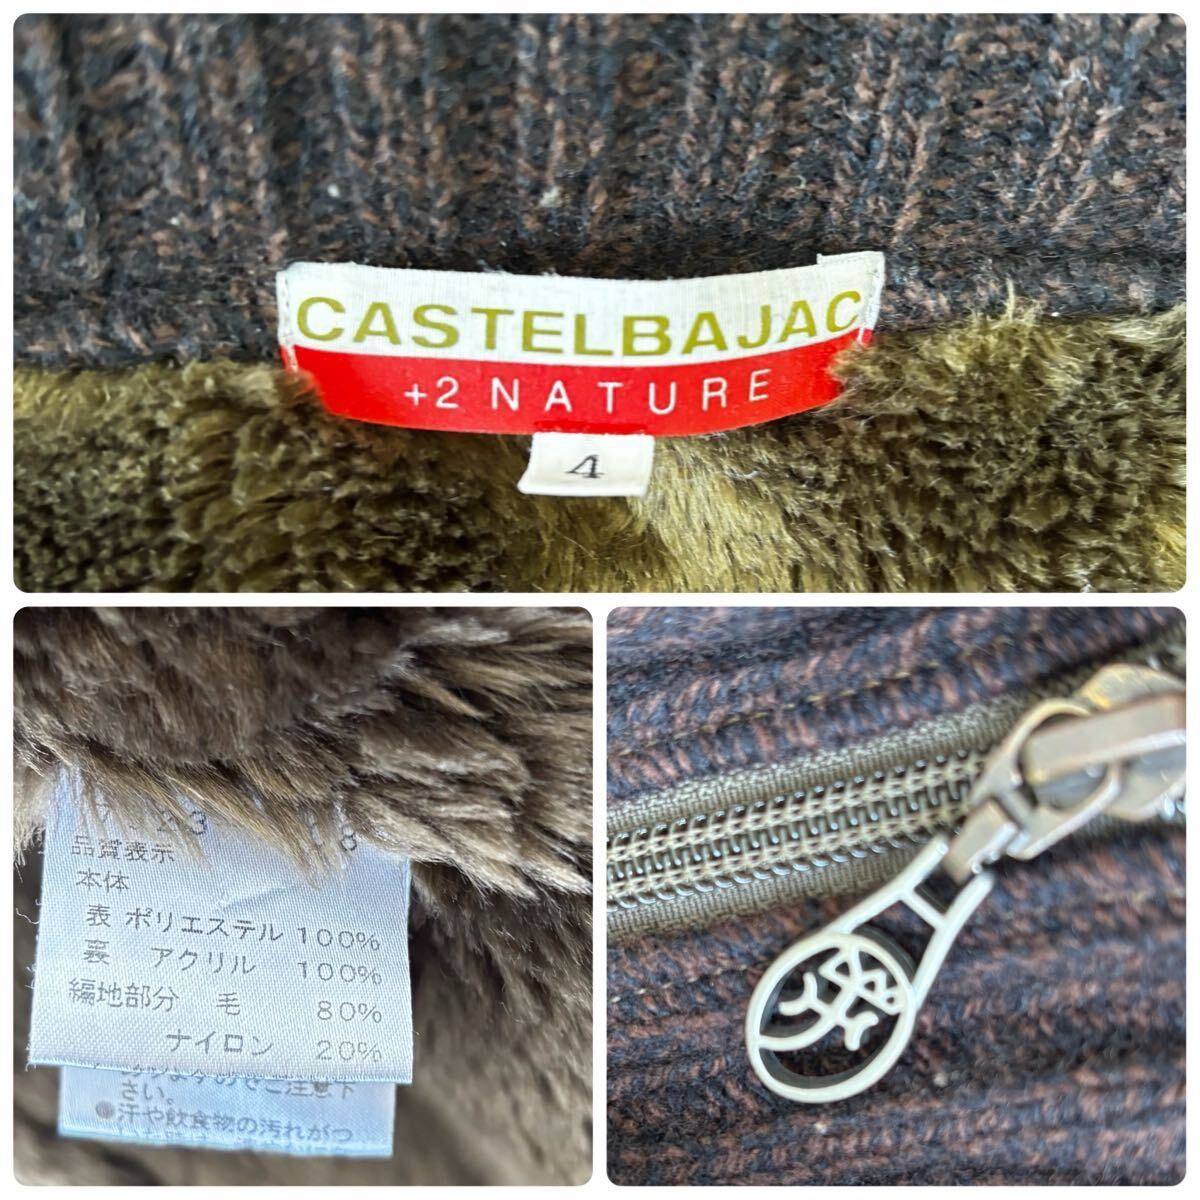 CASTELBAJAC
+2 NATURE
4
品質表示
本体
表 ポリエステル 100%
裏 アクリル 100%
編地部分 毛 80%
ナイロン 20%
さい。
●汗や飲食物の汚れがつ